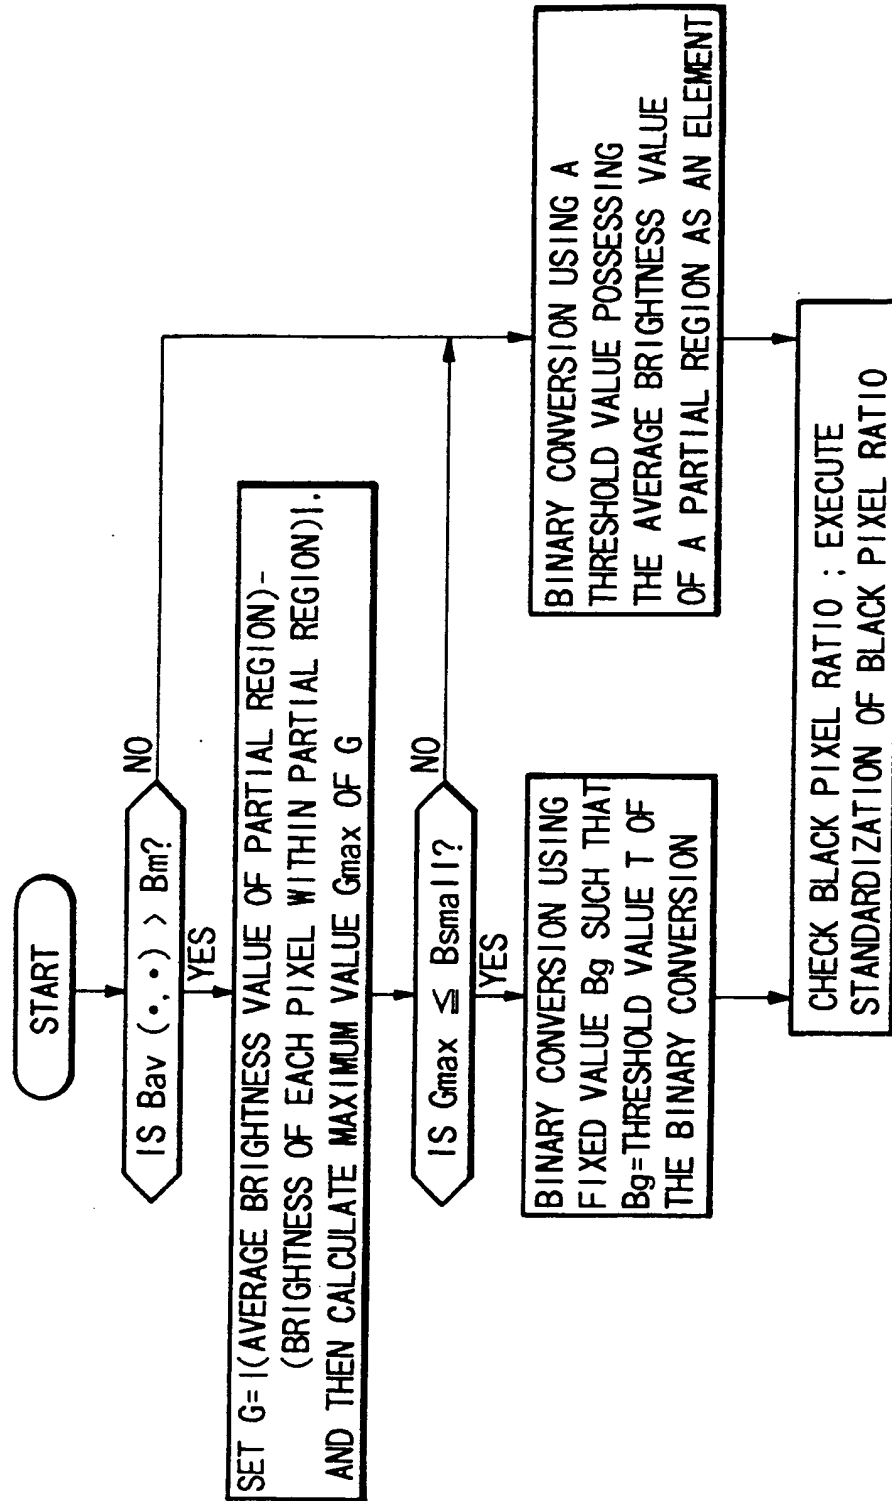 START
IS Bav (•, •) > Bm?
NO
YES
SET G=|(AVERAGE BRIGHTNESS VALUE OF PARTIAL REGION)-
(BRIGHTNESS OF EACH PIXEL WITHIN PARTIAL REGION)|.
AND THEN CALCULATE MAXIMUM VALUE Gmax OF G
IS Gmax ≦ Bsmall?
NO
YES
BINARY CONVERSION USING
FIXED VALUE Bg SUCH THAT
Bg=THRESHOLD VALUE T OF
THE BINARY CONVERSION
BINARY CONVERSION USING A
THRESHOLD VALUE POSSESSING
THE AVERAGE BRIGHTNESS VALUE
OF A PARTIAL REGION AS AN ELEMENT
CHECK BLACK PIXEL RATIO ; EXECUTE
STANDARDIZATION OF BLACK PIXEL RATIO